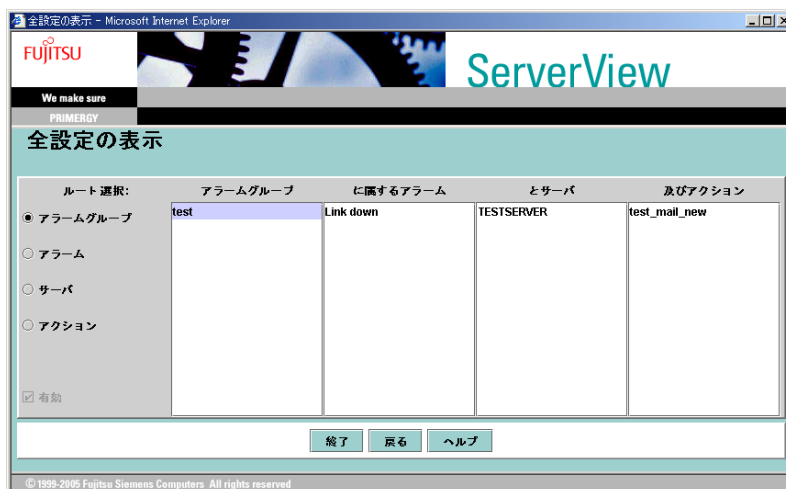 全設定の表示 - Microsoft Internet Explorer
FUJITSU
ServerView
We make sure
PRIMERGY
全設定の表示
ルート選択: アラームグループ に属するアラーム とサーバ 及びアクション
アラームグループ test Link down TESTSERVER test_mail_new
アラーム
サーバ
アクション
有効
終了 戻る ヘルプ
©1999-2005 Fujitsu Siemens Computers All rights reserved